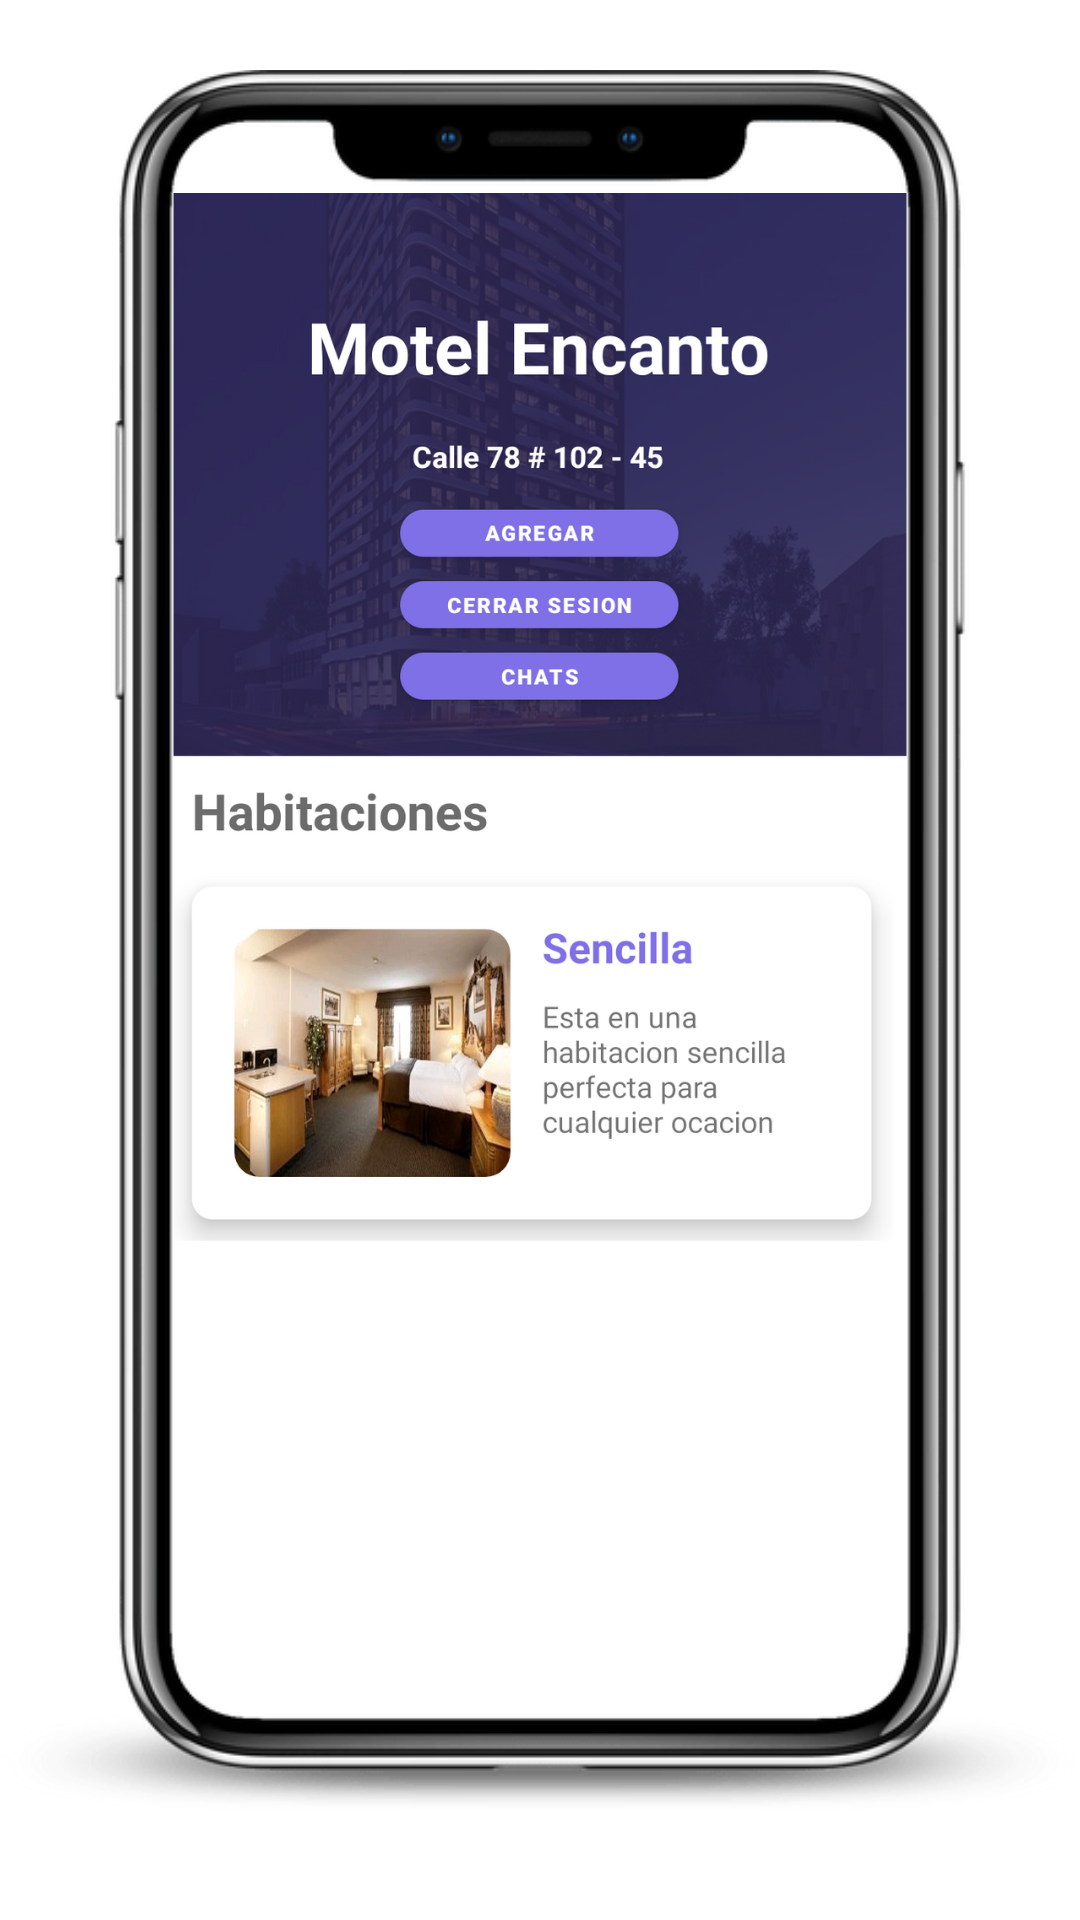 Motel Encanto
Calle 78 # 102 - 45
AGREGAR
CERRAR SESION
CHATS
Habitaciones
Sencilla
Esta en una
habitacion sencilla
perfecta para
cualquier ocacion